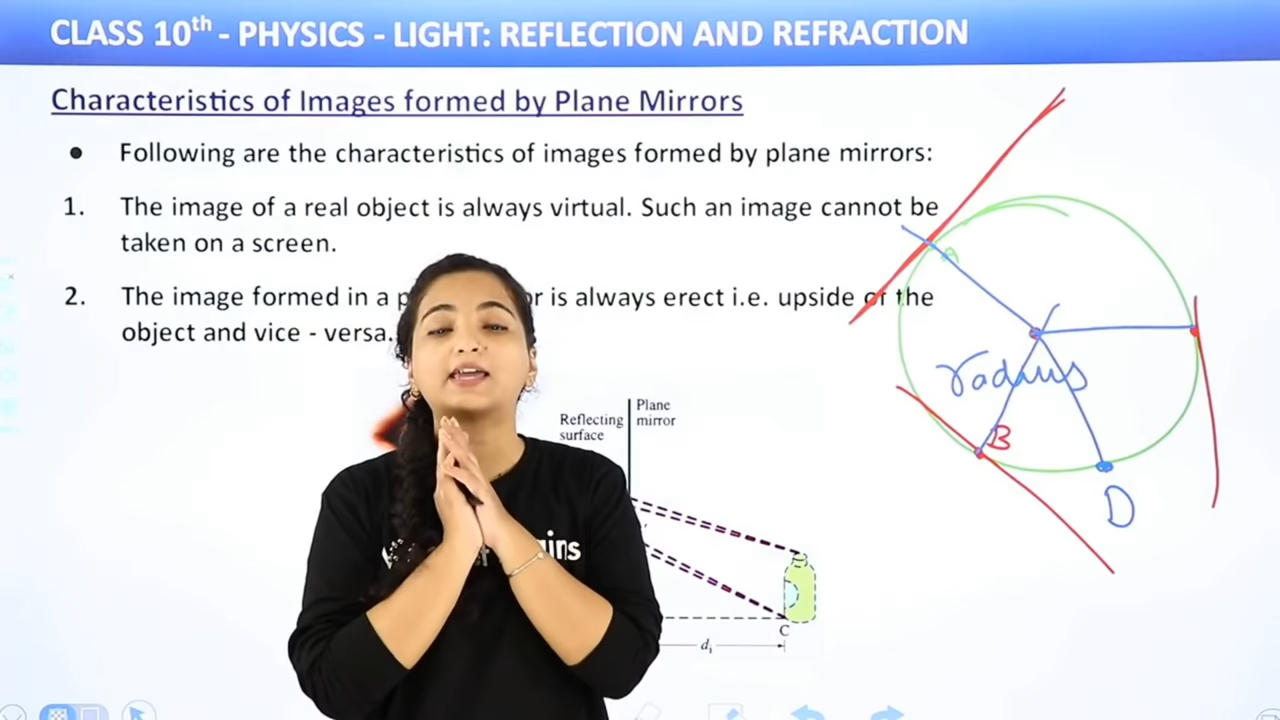 CLASS 10th - PHYSICS - LIGHT: REFLECTION AND REFRACTION
Characteristics of Images formed by Plane Mirrors
• Following are the characteristics of images formed by plane mirrors:
1. The image of a real object is always virtual. Such an image cannot be
taken on a screen.
2. The image formed in a is always erect i.e. upside of the
object and vice - versa.
A
radius
B
D
Reflecting
surface
Plane
mirror
C
di